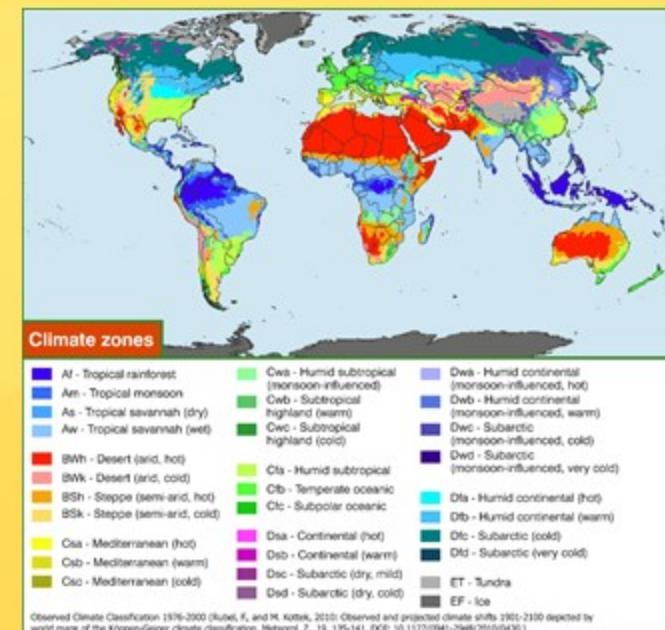 Climate zones
Af - Tropical rainforest
Am - Tropical monsoon
As - Tropical savannah (dry)
Aw - Tropical savannah (wet)
BWh - Desert (arid, hot)
BWk - Desert (arid, cold)
BSh - Steppe (semi-arid, hot)
BSk - Steppe (semi-arid, cold)
Csa - Mediterranean (hot)
Csb - Mediterranean (warm)
Csc - Mediterranean (cold)
Cwa - Humid subtropical
(monsoon-influenced)
Cwb - Subtropical
highland (warm)
Cwc - Subtropical
highland (cold)
Cfa - Humid subtropical
Cfb - Temperate oceanic
Cfc - Subpolar oceanic
Dsa - Continental (hot)
Dsb - Continental (warm)
Dsc - Subarctic (dry, mild)
Dsd - Subarctic (dry, cold)
Dwa - Humid continental
(monsoon-influenced, hot)
Dwb - Humid continental
(monsoon-influenced, warm)
Dwc - Subarctic
(monsoon-influenced, cold)
Dwd - Subarctic
(monsoon-influenced, very cold)
Dfa - Humid continental (hot)
Dfb - Humid continental (warm)
Dfc - Subarctic (cold)
Dfd - Subarctic (very cold)
ET - Tundra
EF - Ice
Observed Climate Classification 1976-2000 (Rubel, F., and M. Kottek, 2010: Observed and projected climate shifts 1901-2100 depicted by
world maps of the Köppen-Geiger climate classification. Meteorol. Z., 19, 135-141. DOI: